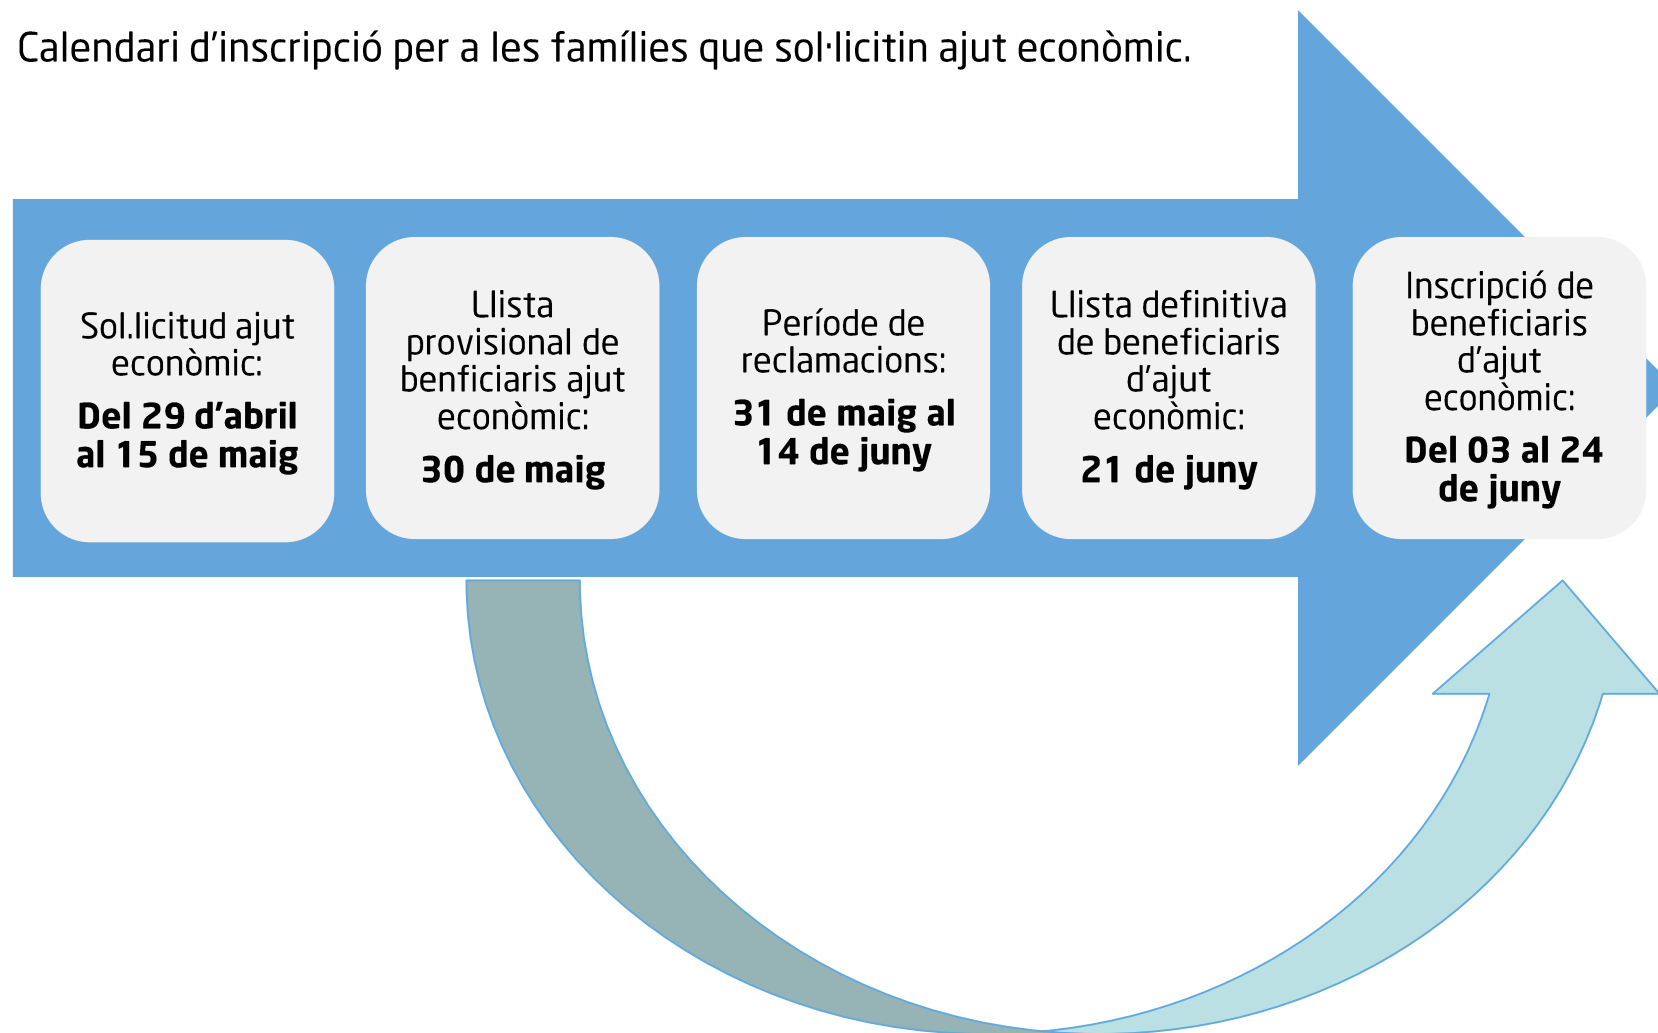 Calendari d'inscripció per a les famílies que sol·licitin ajut econòmic.
Sol.licitud ajut
econòmic:
Del 29 d'abril
al 15 de maig
Llista
provisional de
benficiaris ajut
econòmic:
30 de maig
Període de
reclamacions:
31 de maig al
14 de juny
Llista definitiva
de beneficiaris
d'ajut
econòmic:
21 de juny
Inscripció de
beneficiaris
d'ajut
econòmic:
Del 03 al 24
de juny